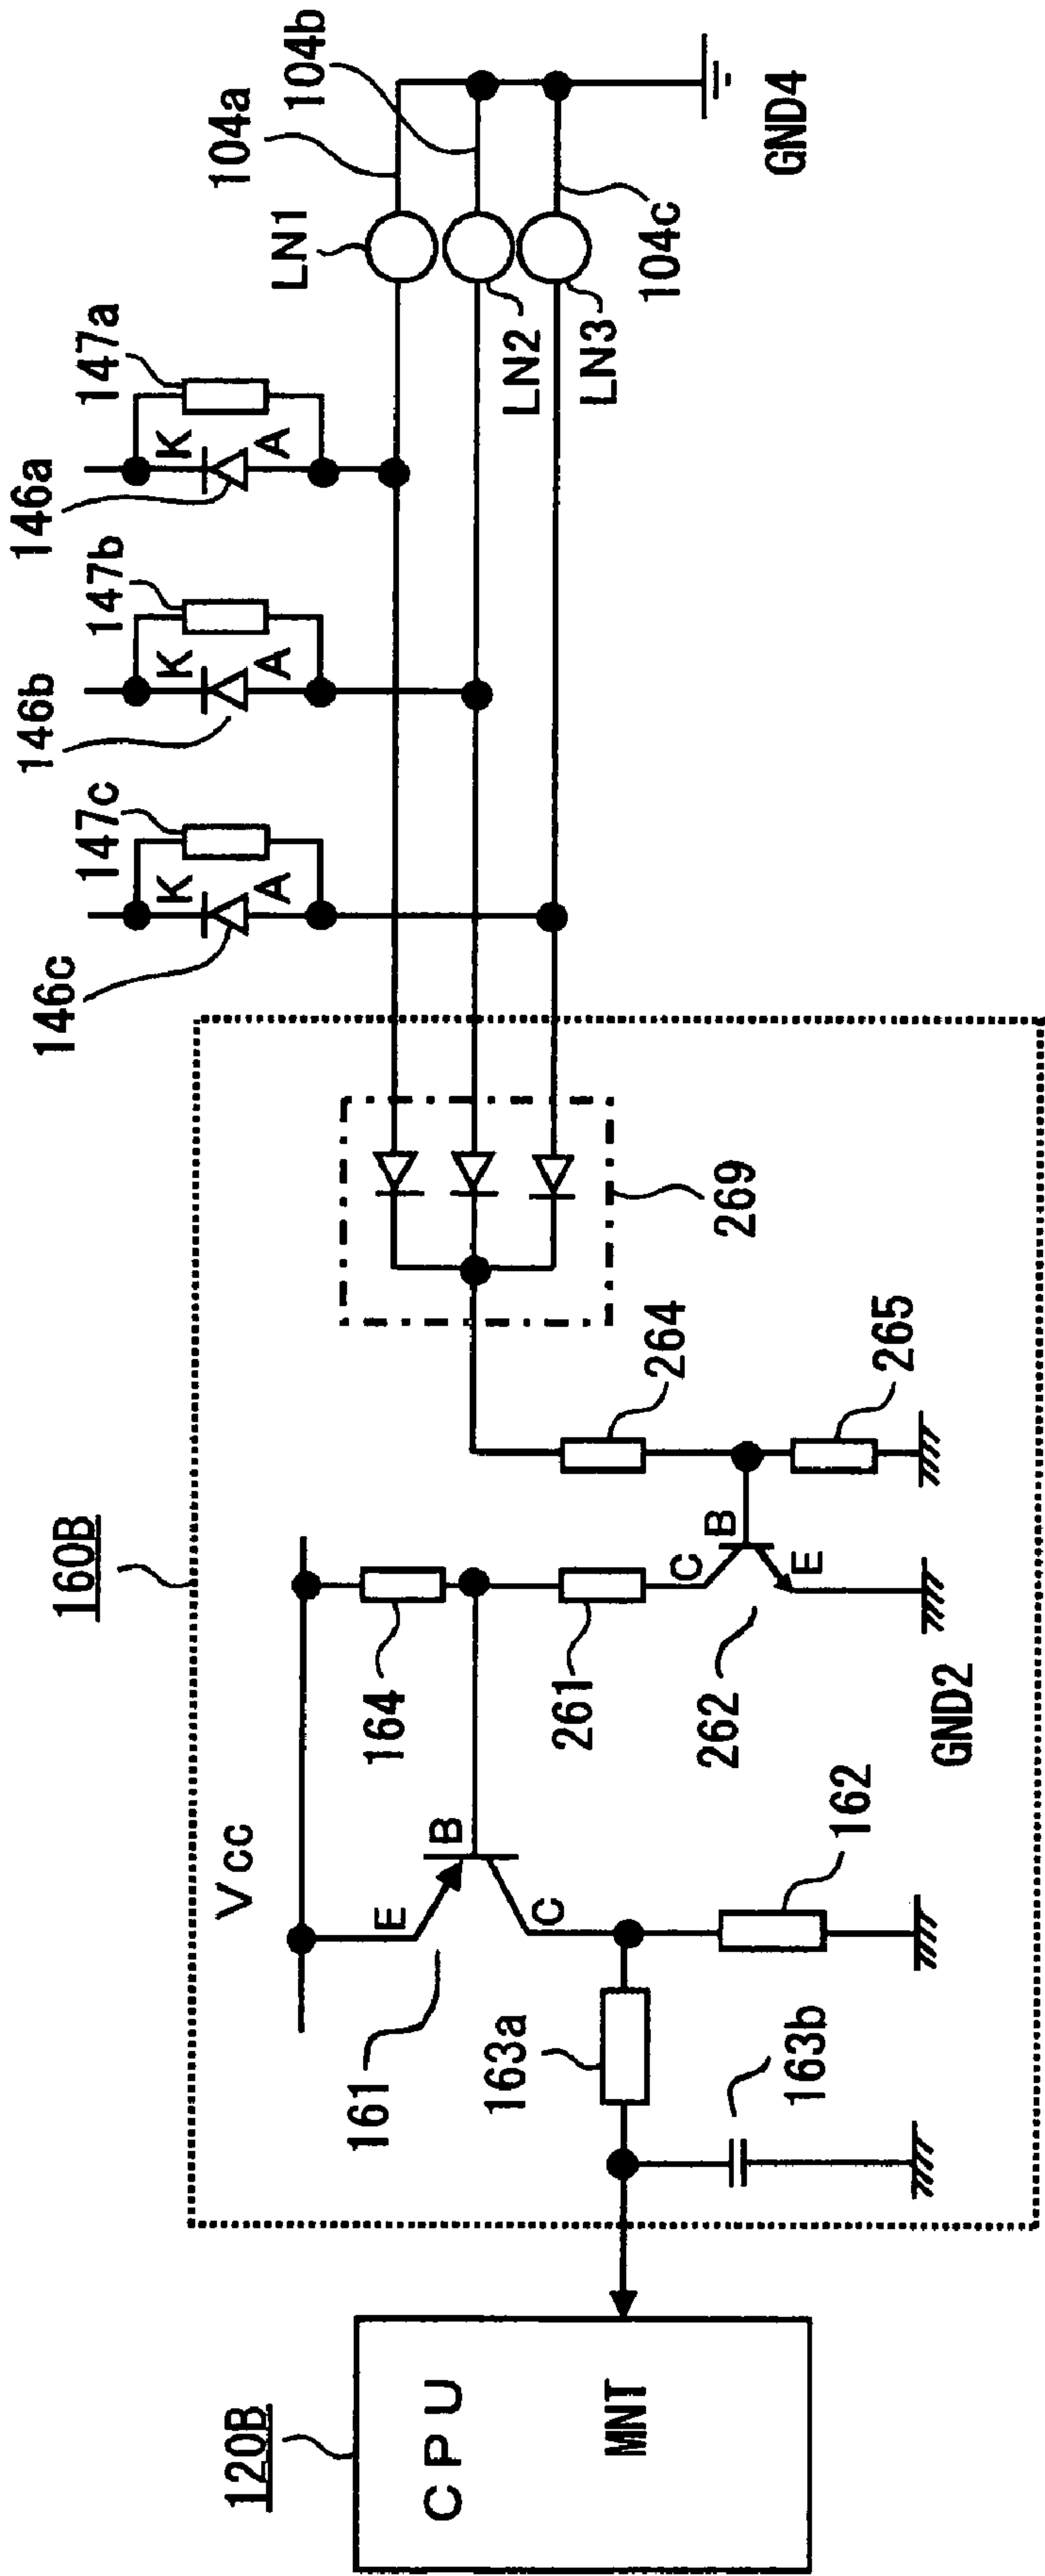 120B
CPU
MNT
160B
Vcc
161
E
B
C
163a
163b
162
164
261
262
C
B
E
GND2
264
265
269
146c
K
A
147c
146b
K
A
147b
146a
K
A
147a
LN1
LN2
LN3
104a
104b
104c
GND4